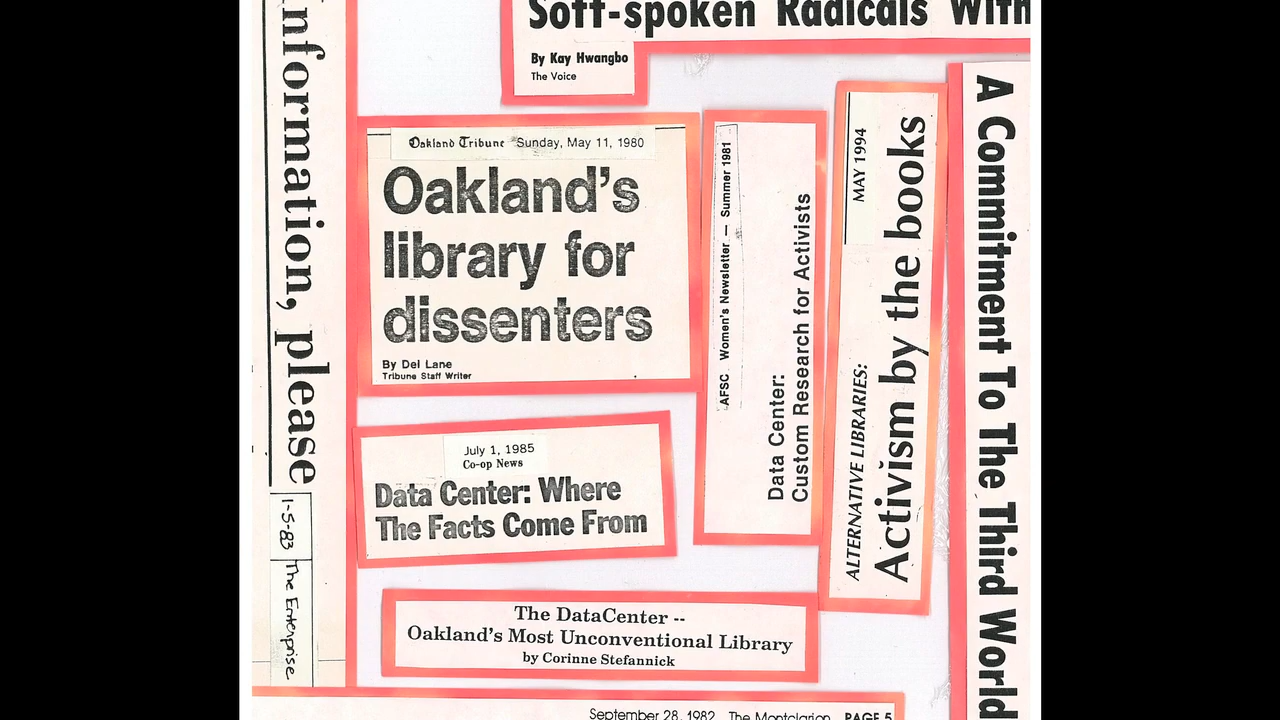 Soft-spoken Radicals With
By Kay Hwangbo
The Voice
nformation, please
1-5-83 The Enterprise
Oakland Tribune Sunday, May 11, 1980
Oakland's
library for
dissenters
By Del Lane
Tribune Staff Writer
July 1, 1985
Co-op News
Data Center: Where
The Facts Come From
AFSC Women's Newsletter — Summer 1981
Data Center:
Custom Research for Activists
MAY 1994
ALTERNATIVE LIBRARIES:
Activism by the books
A Commitment To The Third World
The DataCenter --
Oakland's Most Unconventional Library
by Corinne Stefannick
September 28, 1982 The Montclarion PAGE 5